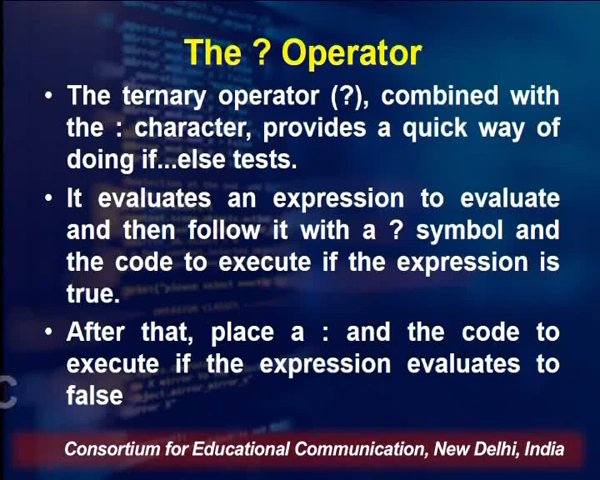 The ? Operator
• The ternary operator (?), combined with
the : character, provides a quick way of
doing if...else tests.
• It evaluates an expression to evaluate
and then follow it with a ? symbol and
the code to execute if the expression is
true.
• After that, place a : and the code to
execute if the expression evaluates to
false
C
Consortium for Educational Communication, New Delhi, India